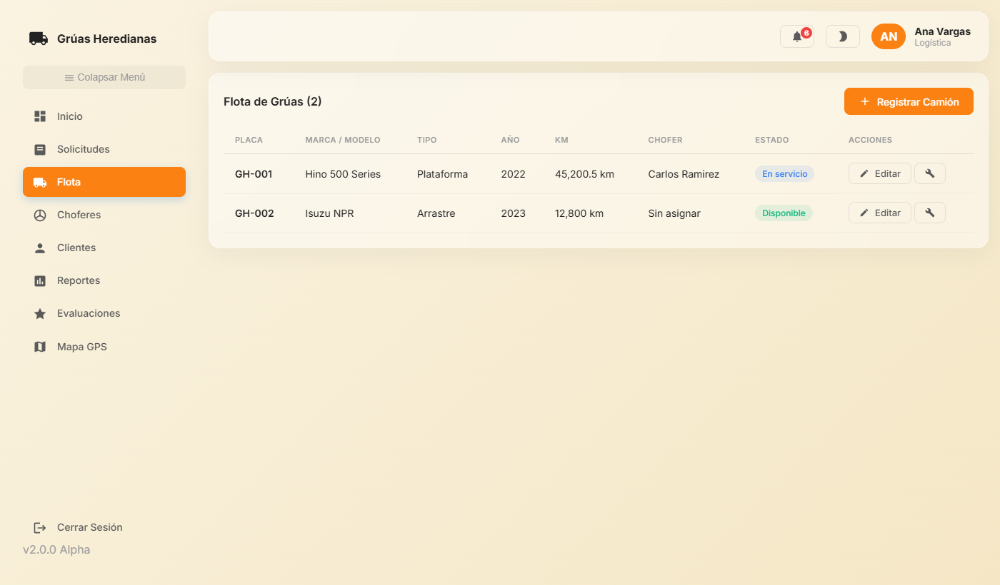 Grúas Heredianas
Colapsar Menú
Inicio
Solicitudes
Flota
Choferes
Clientes
Reportes
Evaluaciones
Mapa GPS
Cerrar Sesión
v2.0.0 Alpha
6
AN
Ana Vargas
Logística
Flota de Grúas (2)
Registrar Camión
PLACA MARCA / MODELO TIPO AÑO KM CHOFER ESTADO ACCIONES
GH-001 Hino 500 Series Plataforma 2022 45,200.5 km Carlos Ramirez En servicio Editar
GH-002 Isuzu NPR Arrastre 2023 12,800 km Sin asignar Disponible Editar